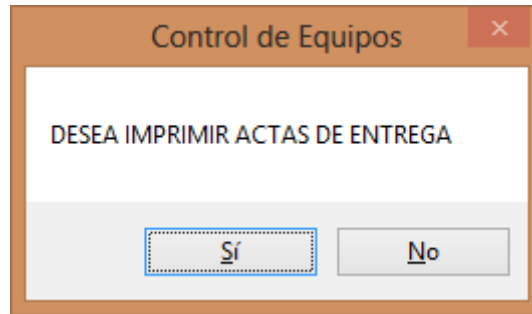 Control de Equipos
DESEA IMPRIMIR ACTAS DE ENTREGA
Sí No